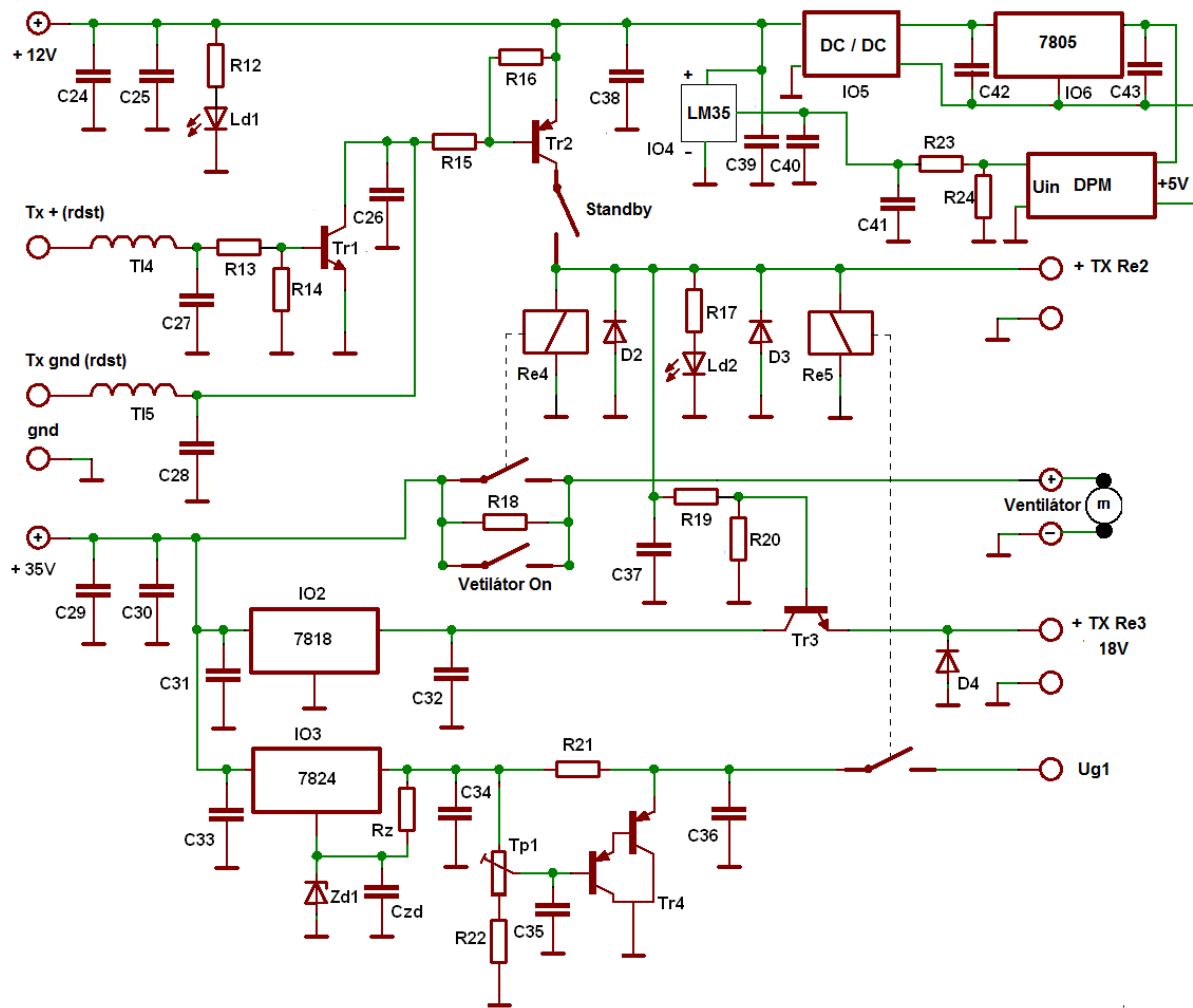 + 12V
C24
C25
R12
Ld1
R16
C38
DC / DC
IO5
C42
7805
IO6
C43
+
LM35
IO4
−
C39
C40
R15
Tr2
Standby
R23
R24
C41
Uin
DPM
+5V
Tx + (rdst)
Tl4
C26
R13
Tr1
R14
C27
+ TX Re2
R17
Re4
D2
Ld2
D3
Re5
Tx gnd (rdst)
Tl5
gnd
C28
R18
Vetilátor On
R19
R20
C37
+
Ventilátor
m
−
+
+ 35V
C29
C30
IO2
7818
C31
C32
Tr3
+ TX Re3
18V
D4
IO3
7824
C33
Rz
C34
R21
C36
Ug1
Tp1
Zd1
Czd
C35
R22
Tr4